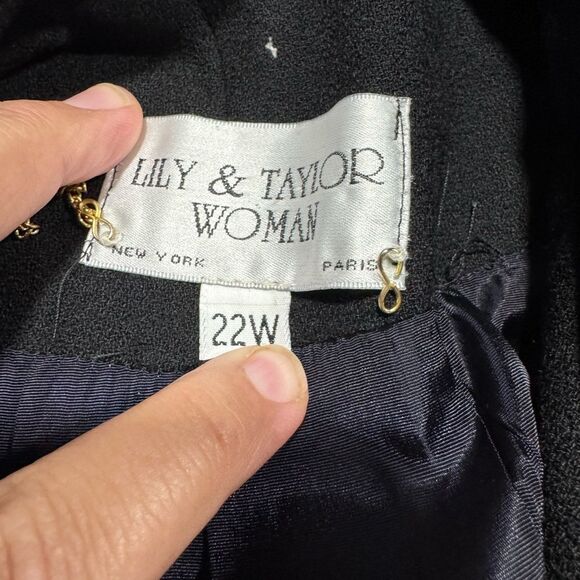 LILY & TAYLOR
WOMAN
NEW YORK PARIS
22W